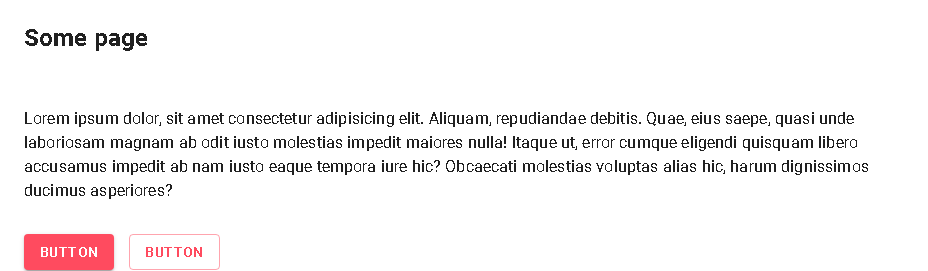 Some page
Lorem ipsum dolor, sit amet consectetur adipisicing elit. Aliquam, repudiandae debitis. Quae, eius saepe, quasi unde
laboriosam magnam ab odit iusto molestias impedit maiores nulla! Itaque ut, error cumque eligendi quisquam libero
accusamus impedit ab nam iusto eaque tempora iure hic? Obcaecati molestias voluptas alias hic, harum dignissimos
ducimus asperiores?
BUTTON BUTTON